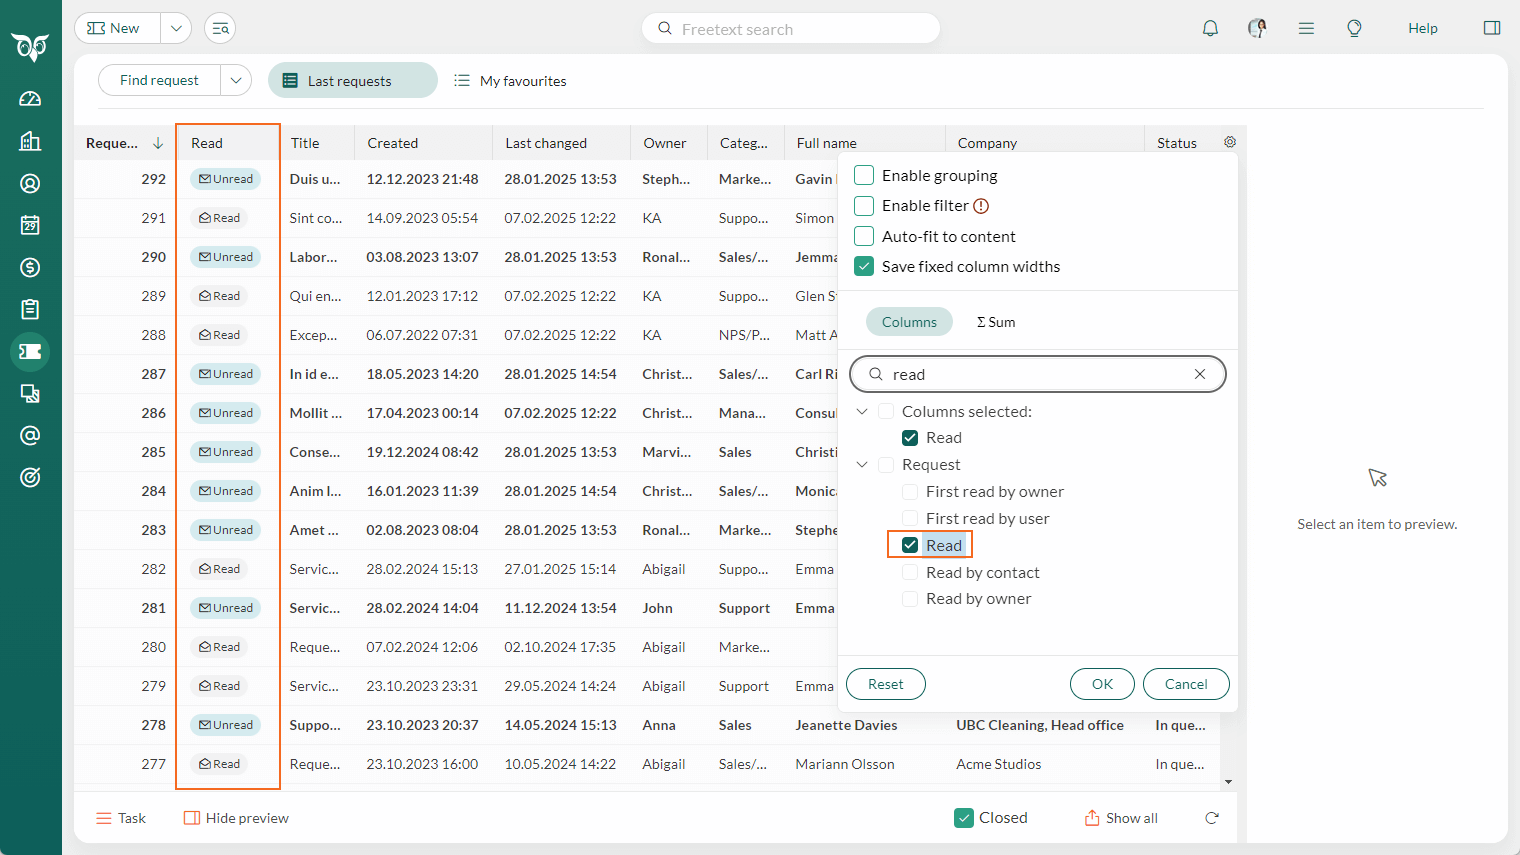 New
Freetext search
Help
Find request
Last requests
My favourites
Reque... Read Title Created Last changed Owner Categ... Full name Company Status
292 Unread Duis u... 12.12.2023 21:48 28.01.2025 13:53 Steph... Marke... Gavin
291 Read Sint co... 14.09.2023 05:54 07.02.2025 12:22 KA Suppo... Simon
290 Unread Labor... 03.08.2023 13:07 28.01.2025 13:53 Ronal... Sales/... Jemma
289 Read Qui en... 12.01.2023 17:12 07.02.2025 12:22 KA Suppo... Glen S
288 Read Excep... 06.07.2022 07:31 07.02.2025 12:22 KA NPS/P... Matt A
287 Unread In id e... 18.05.2023 14:20 28.01.2025 14:54 Christ... Sales/... Carl Ri
286 Unread Mollit ... 17.04.2023 00:14 07.02.2025 12:22 Christ... Mana... Consul
285 Unread Conse... 19.12.2024 08:42 28.01.2025 13:53 Marvi... Sales Christi
284 Unread Anim l... 16.01.2023 11:39 28.01.2025 14:54 Christ... Sales/... Monica
283 Unread Amet ... 02.08.2023 08:04 28.01.2025 13:53 Ronal... Marke... Stephe
282 Read Servic... 28.02.2024 15:13 27.01.2025 15:14 Abigail Suppo... Emma
281 Unread Servic... 28.02.2024 14:04 11.12.2024 13:54 John Support Emma
280 Read Reque... 07.02.2024 12:06 02.10.2024 17:35 Abigail Marke...
279 Read Servic... 23.10.2023 23:31 29.05.2024 14:24 Abigail Support Emma
278 Unread Suppo... 23.10.2023 20:37 14.05.2024 15:13 Anna Sales Jeanette Davies UBC Cleaning, Head office In que...
277 Read Reque... 23.10.2023 16:00 10.05.2024 14:22 Abigail Sales/... Mariann Olsson Acme Studios In que...
Enable grouping
Enable filter
Auto-fit to content
Save fixed column widths
Columns Σ Sum
read
Columns selected:
Read
Request
First read by owner
First read by user
Read
Read by contact
Read by owner
Reset OK Cancel
Select an item to preview.
29
Task Hide preview Closed Show all